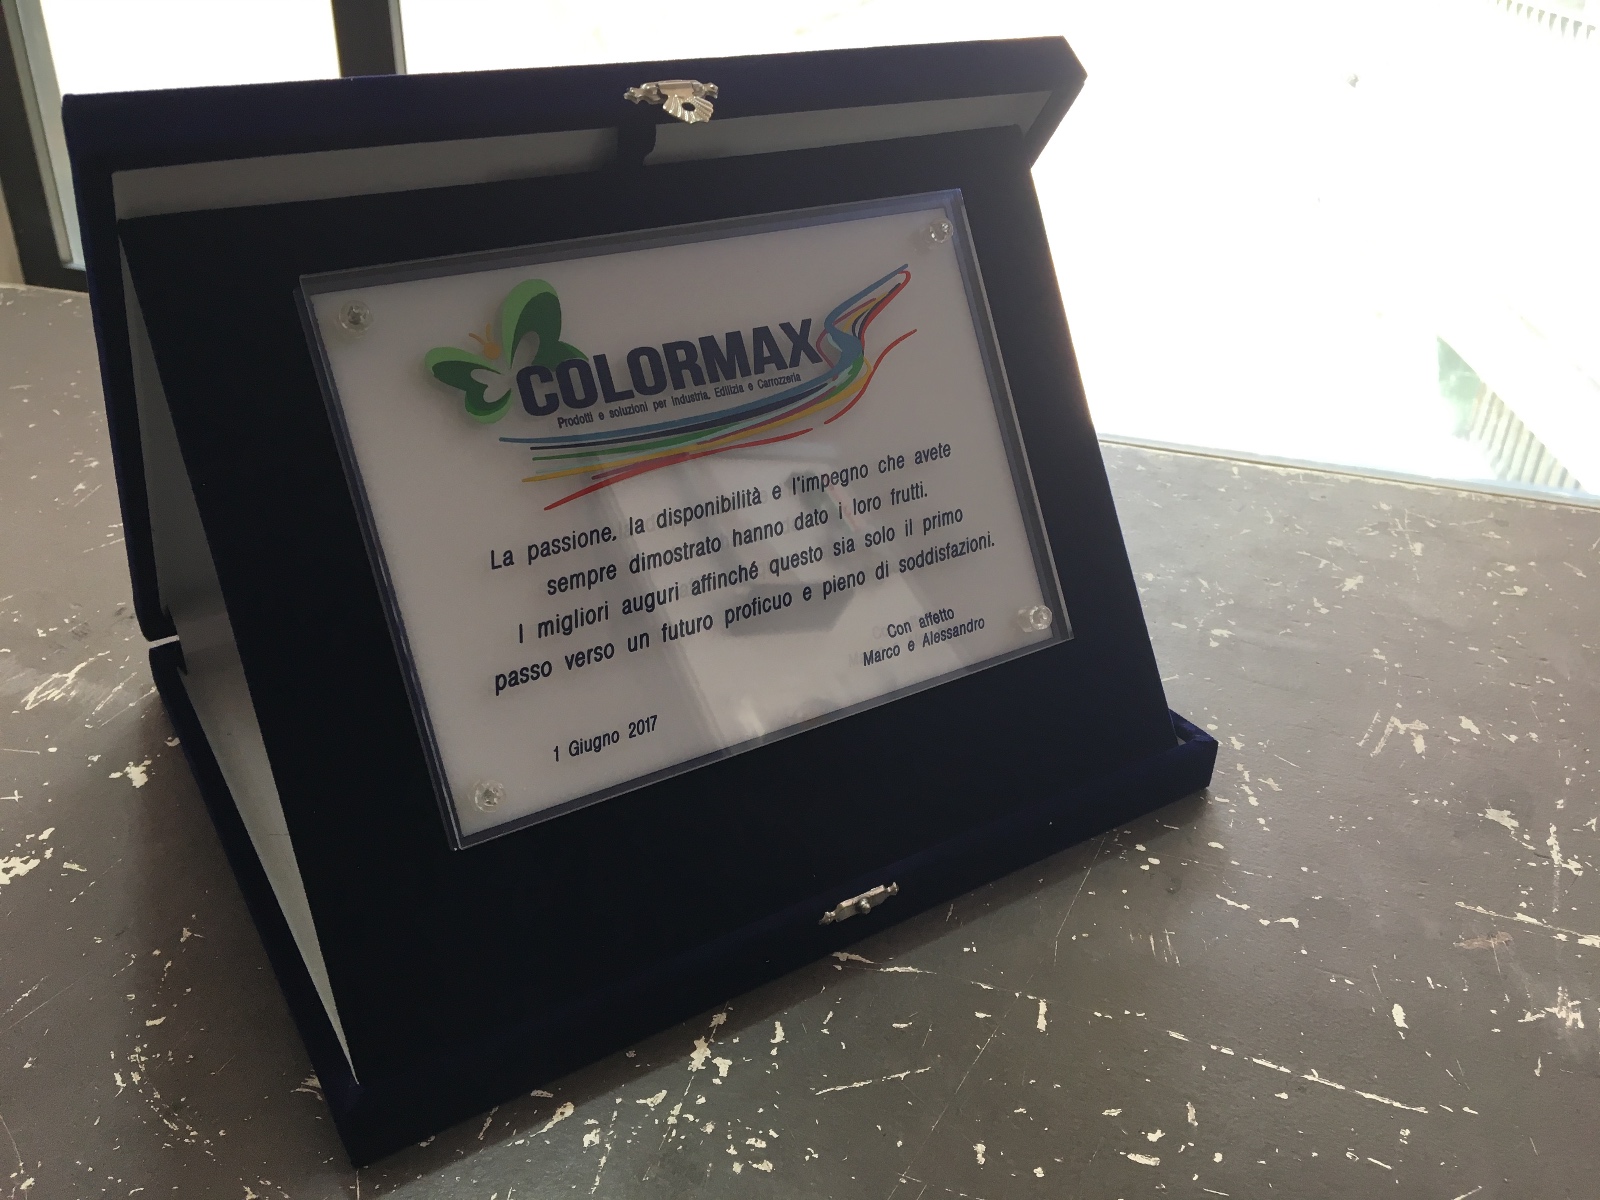 COLORMAX
Prodotti e soluzioni per Industria, Edilizia e Carrozzeria
La passione, la disponibilità e l'impegno che avete
sempre dimostrato hanno dato i loro frutti.
I migliori auguri affinché questo sia solo il primo
passo verso un futuro proficuo e pieno di soddisfazioni.
Con affetto
Marco e Alessandro
1 Giugno 2017